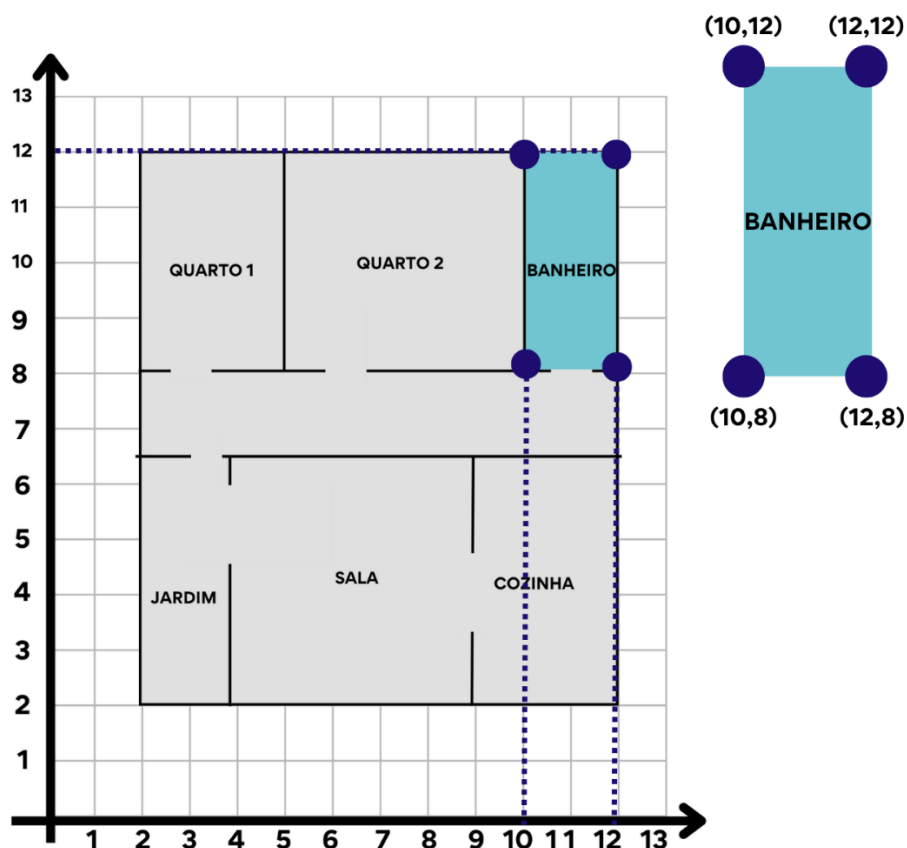 (10,12) (12,12)
13
12
11
10
9
8
7
6
5
4
3
2
1
QUARTO 1
QUARTO 2
BANHEIRO
BANHEIRO
(10,8) (12,8)
JARDIM
SALA
COZINHA
1 2 3 4 5 6 7 8 9 10 11 12 13